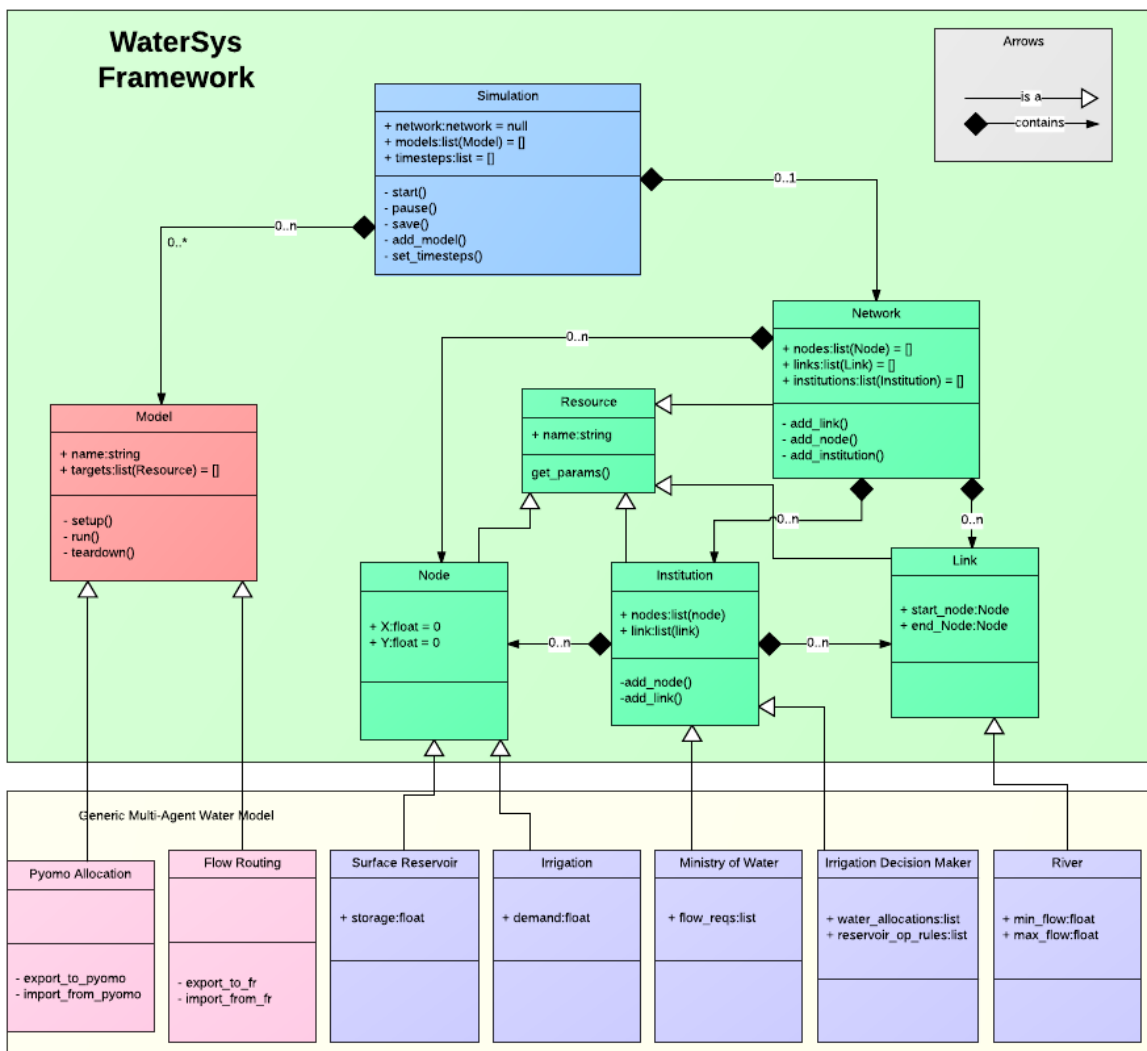 WaterSys
Framework
Arrows
is a
contains
Simulation
+ network:network = null
+ models:list(Model) = []
+ timesteps:list = []
- start()
- pause()
- save()
- add_model()
- set_timesteps()
0..1
0..n
0..*
Network
+ nodes:list(Node) = []
+ links:list(Link) = []
+ institutions:list(Institution) = []
- add_link()
- add_node()
- add_institution()
0..n
Resource
+ name:string
get_params()
Model
+ name:string
+ targets:list(Resource) = []
- setup()
- run()
- teardown()
0..n
0..n
Node
+ X:float = 0
+ Y:float = 0
0..n
Institution
+ nodes:list(node)
+ link:list(link)
-add_node()
-add_link()
0..n
Link
+ start_node:Node
+ end_Node:Node
Generic Multi-Agent Water Model
Pyomo Allocation
- export_to_pyomo
- import_from_pyomo
Flow Routing
- export_to_fr
- import_from_fr
Surface Reservoir
+ storage:float
Irrigation
+ demand:float
Ministry of Water
+ flow_reqs:list
Irrigation Decision Maker
+ water_allocations:list
+ reservoir_op_rules:list
River
+ min_flow:float
+ max_flow:float